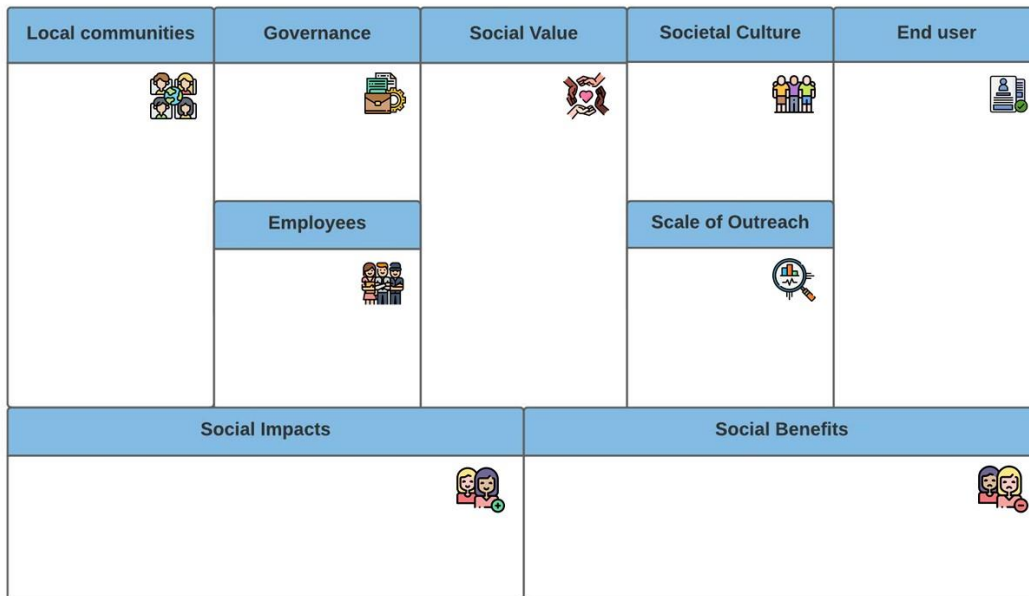 Local communities
Governance
Social Value
Societal Culture
End user
Employees
Scale of Outreach
Social Impacts
Social Benefits